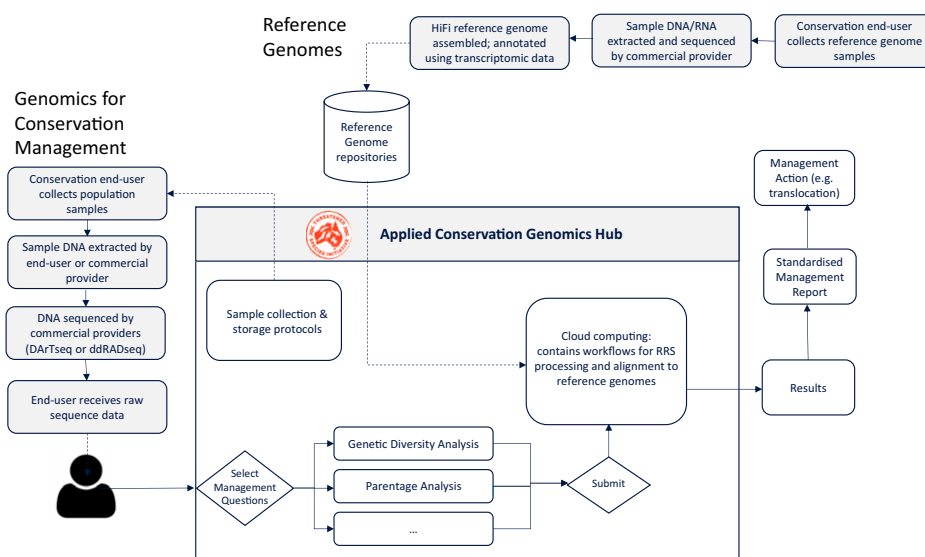 Reference
Genomes
HiFi reference genome
assembled; annotated
using transcriptomic data
Sample DNA/RNA
extracted and sequenced
by commercial provider
Conservation end-user
collects reference genome
samples
Genomics for
Conservation
Management
Reference
Genome
repositories
Conservation end-user
collects population
samples
Sample DNA extracted by
end-user or commercial
provider
DNA sequenced by
commercial providers
(DArTseq or ddRADseq)
End-user receives raw
sequence data
THREATENED
SPECIES INITIATIVE
Applied Conservation Genomics Hub
Sample collection &
storage protocols
Cloud computing:
contains workflows for RRS
processing and alignment to
reference genomes
Management
Action (e.g.
translocation)
Standardised
Management
Report
Results
Select
Management
Questions
Genetic Diversity Analysis
Parentage Analysis
...
Submit